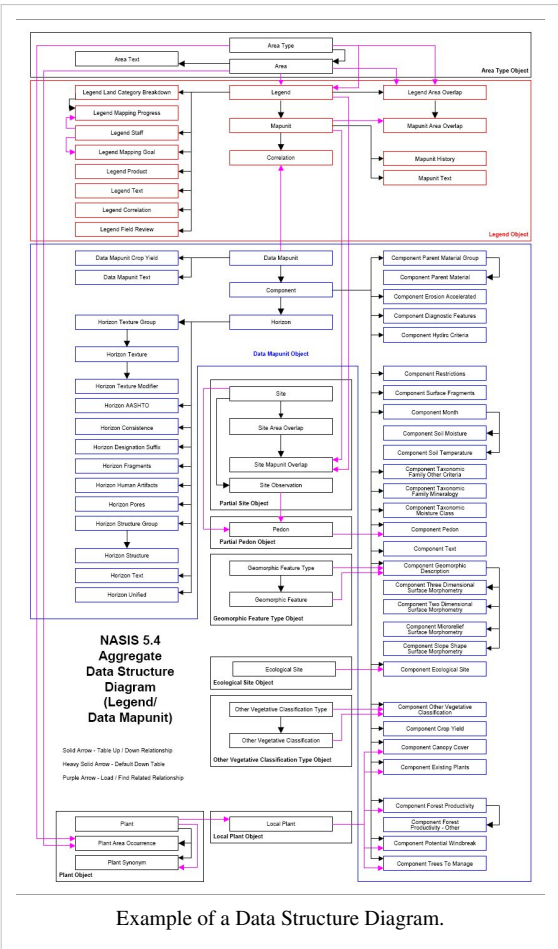 Area Type
Area Text
Area
Area Type Object
Legend Land Category Breakdown
Legend
Legend Area Overlap
Legend Mapping Progress
Legend Staff
Mapunit
Mapunit Area Overlap
Legend Mapping Goal
Correlation
Mapunit History
Legend Product
Mapunit Text
Legend Text
Legend Correlation
Legend Field Review
Legend Object
Data Mapunit Crop Yield
Data Mapunit
Component Parent Material Group
Data Mapunit Text
Component Parent Material
Component
Component Erosion Accelerated
Component Diagnostic Features
Horizon Texture Group
Horizon
Component Hydric Criteria
Horizon Texture
Data Mapunit Object
Component Restrictions
Horizon Texture Modifier
Site
Component Surface Fragments
Horizon AASHTO
Component Month
Horizon Consistence
Site Area Overlap
Component Soil Moisture
Horizon Designation Suffix
Component Soil Temperature
Horizon Fragments
Site Mapunit Overlap
Component Taxonomic
Family Other Criteria
Horizon Human Artifacts
Site Observation
Component Taxonomic
Family Mineralogy
Horizon Pores
Partial Site Object
Component Taxonomic
Moisture Class
Horizon Structure Group
Pedon
Component Pedon
Partial Pedon Object
Horizon Structure
Component Text
Horizon Text
Geomorphic Feature Type
Component Geomorphic
Description
Horizon Unified
Component Three Dimensional
Surface Morphometry
Geomorphic Feature
Component Two Dimensional
Surface Morphometry
Geomorphic Feature Type Object
Component Microrelief
Surface Morphometry
Component Slope Shape
Surface Morphometry
NASIS 5.4
Aggregate
Data Structure
Diagram
(Legend/
Data Mapunit)
Ecological Site
Component Ecological Site
Ecological Site Object
Other Vegetative Classification Type
Component Other Vegetative
Classification
Other Vegetative Classification
Component Crop Yield
Other Vegetative Classification Type Object
Component Canopy Cover
Component Existing Plants
Solid Arrow - Table Up / Down Relationship
Heavy Solid Arrow - Default Down Table
Purple Arrow - Load / Find Related Relationship
Component Forest Productivity
Plant
Local Plant
Component Forest
Productivity - Other
Plant Area Occurrence
Local Plant Object
Component Potential Windbreak
Plant Synonym
Component Trees To Manage
Plant Object
Example of a Data Structure Diagram.